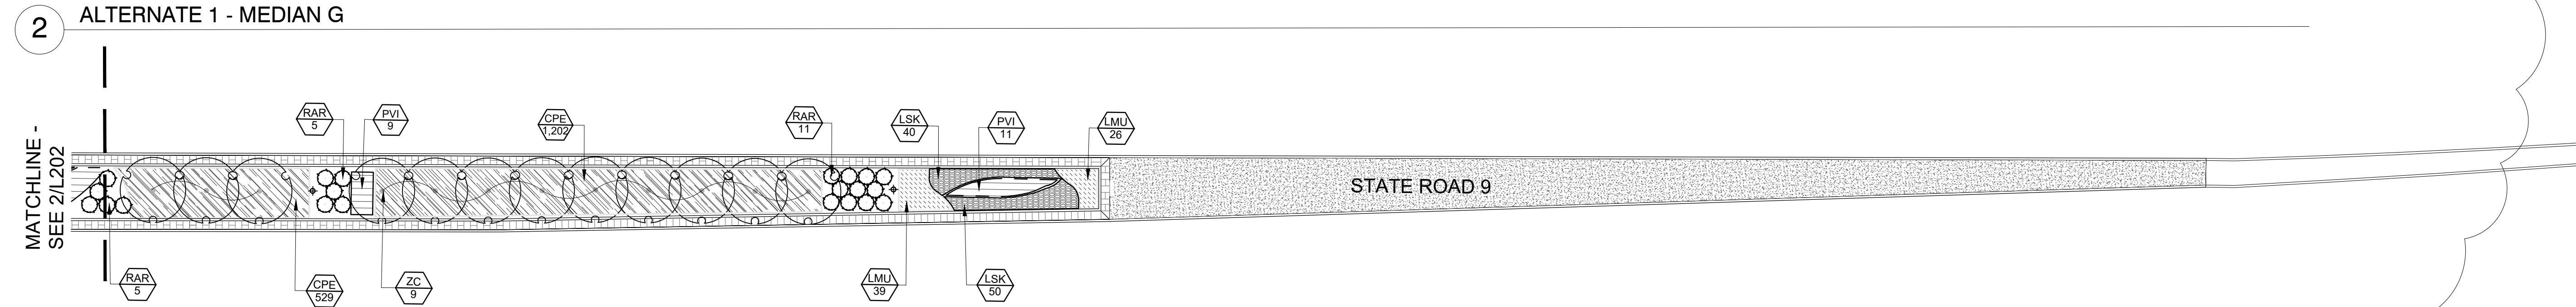 2
ALTERNATE 1 - MEDIAN G
MATCHLINE -
SEE 2/L202
RAR
5
PVI
9
CPE
1,202
RAR
11
LSK
40
PVI
11
LMU
26
STATE ROAD 9
RAR
5
CPE
529
ZC
9
LMU
39
LSK
50